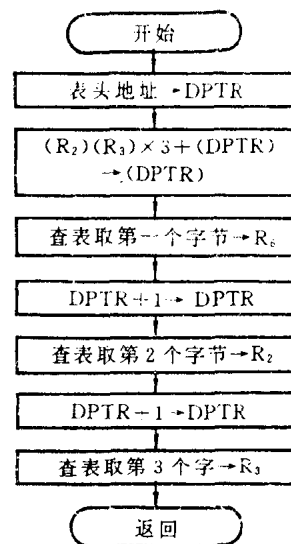 开始
表头地址→DPTR
(R₂)(R₃)×3+(DPTR)
→(DPTR)
查表取第一个字节→R₆
DPTR+1→DPTR
查表取第2个字节→R₂
DPTR+1→DPTR
查表取第3个字→R₃
返回